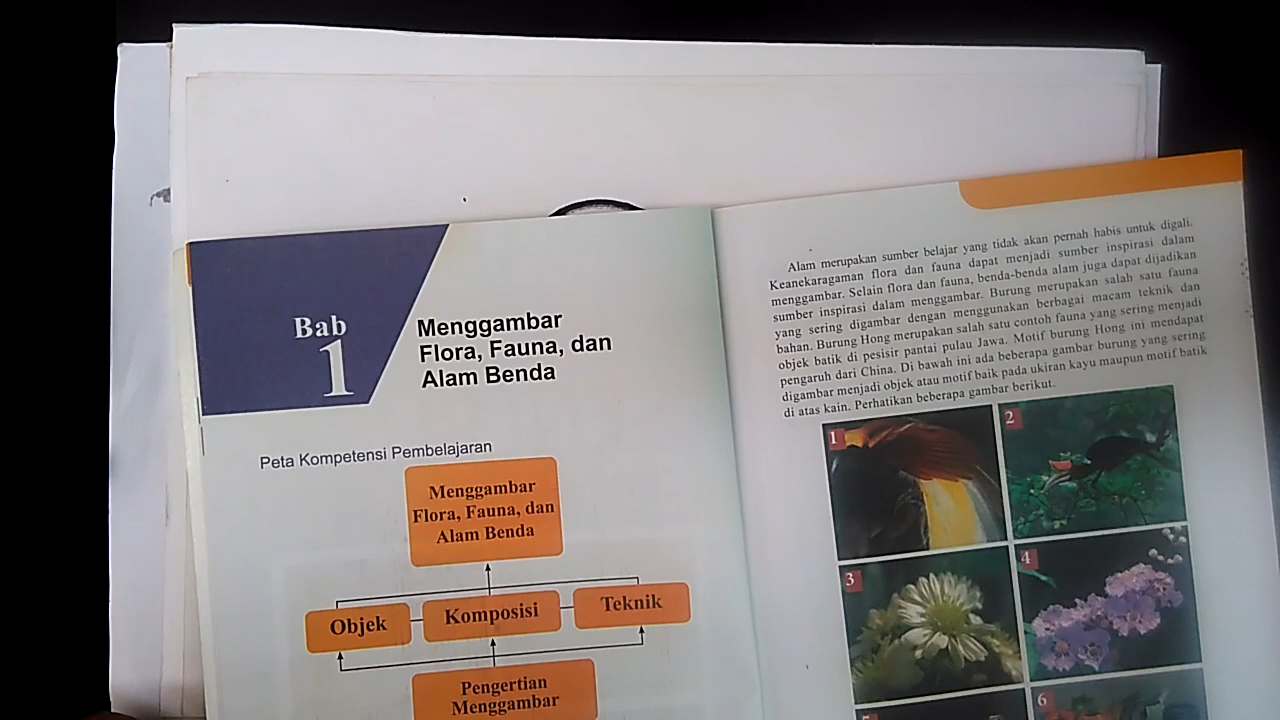 Bab
1
Menggambar
Flora, Fauna, dan
Alam Benda
Peta Kompetensi Pembelajaran
Menggambar
Flora, Fauna, dan
Alam Benda
Objek
Komposisi
Teknik
Pengertian
Menggambar
Alam merupakan sumber belajar yang tidak akan pernah habis untuk digali.
Keanekaragaman flora dan fauna dapat menjadi sumber inspirasi dalam
menggambar. Selain flora dan fauna, benda-benda alam juga dapat dijadikan
sumber inspirasi dalam menggambar. Burung merupakan salah satu fauna
yang sering digambar dengan menggunakan berbagai macam teknik dan
bahan. Burung Hong merupakan salah satu contoh fauna yang sering menjadi
objek batik di pesisir pantai pulau Jawa. Motif burung Hong ini mendapat
pengaruh dari China. Di bawah ini ada beberapa gambar burung yang sering
digambar menjadi objek atau motif baik pada ukiran kayu maupun motif batik
di atas kain. Perhatikan beberapa gambar berikut.
1
2
3
4
6